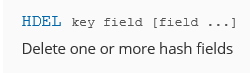 HDEL key field [field ...]
Delete one or more hash fields